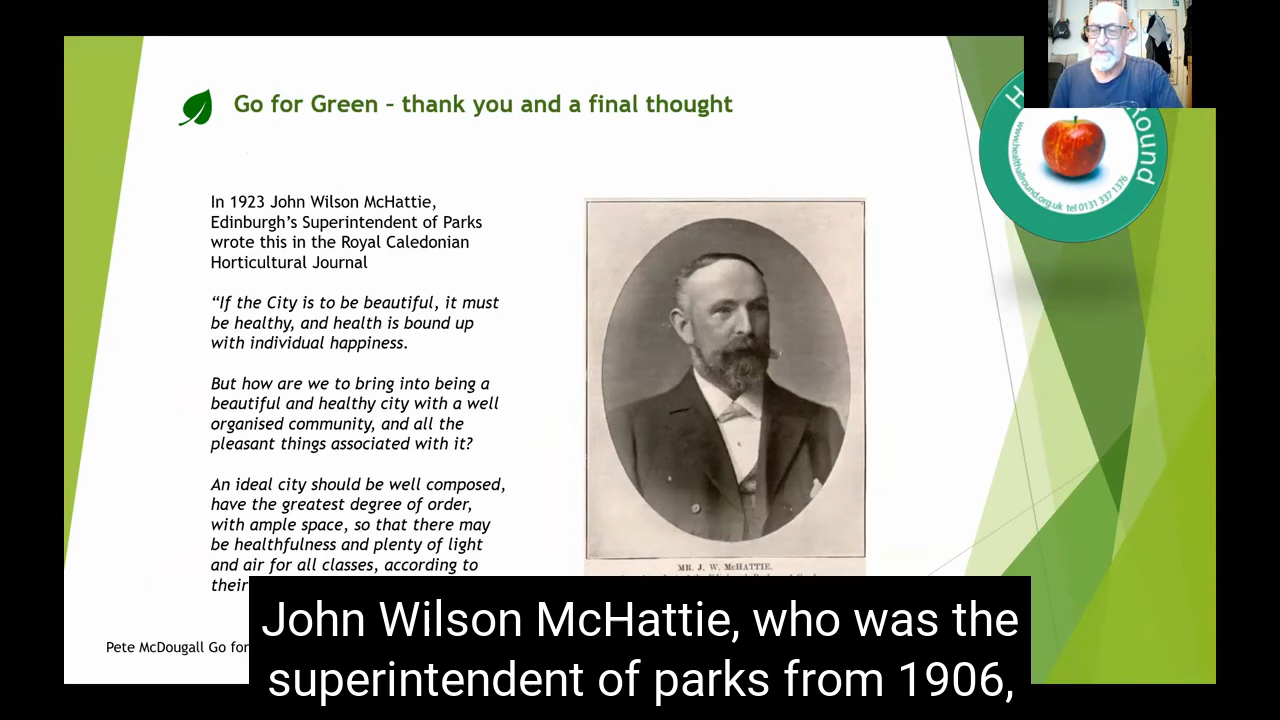 Go for Green – thank you and a final thought
In 1923 John Wilson McHattie,
Edinburgh’s Superintendent of Parks
wrote this in the Royal Caledonian
Horticultural Journal
“If the City is to be beautiful, it must
be healthy, and health is bound up
with individual happiness.
But how are we to bring into being a
beautiful and healthy city with a well
organised community, and all the
pleasant things associated with it?
An ideal city should be well composed,
have the greatest degree of order,
with ample space, so that there may
be healthfulness and plenty of light
and air for all classes, according to
their
MR. J. W. McHATTIE.
Round
www.healthallround.org.uk tel 0131 337 1376
Pete McDougall Go for
John Wilson McHattie, who was the
superintendent of parks from 1906,